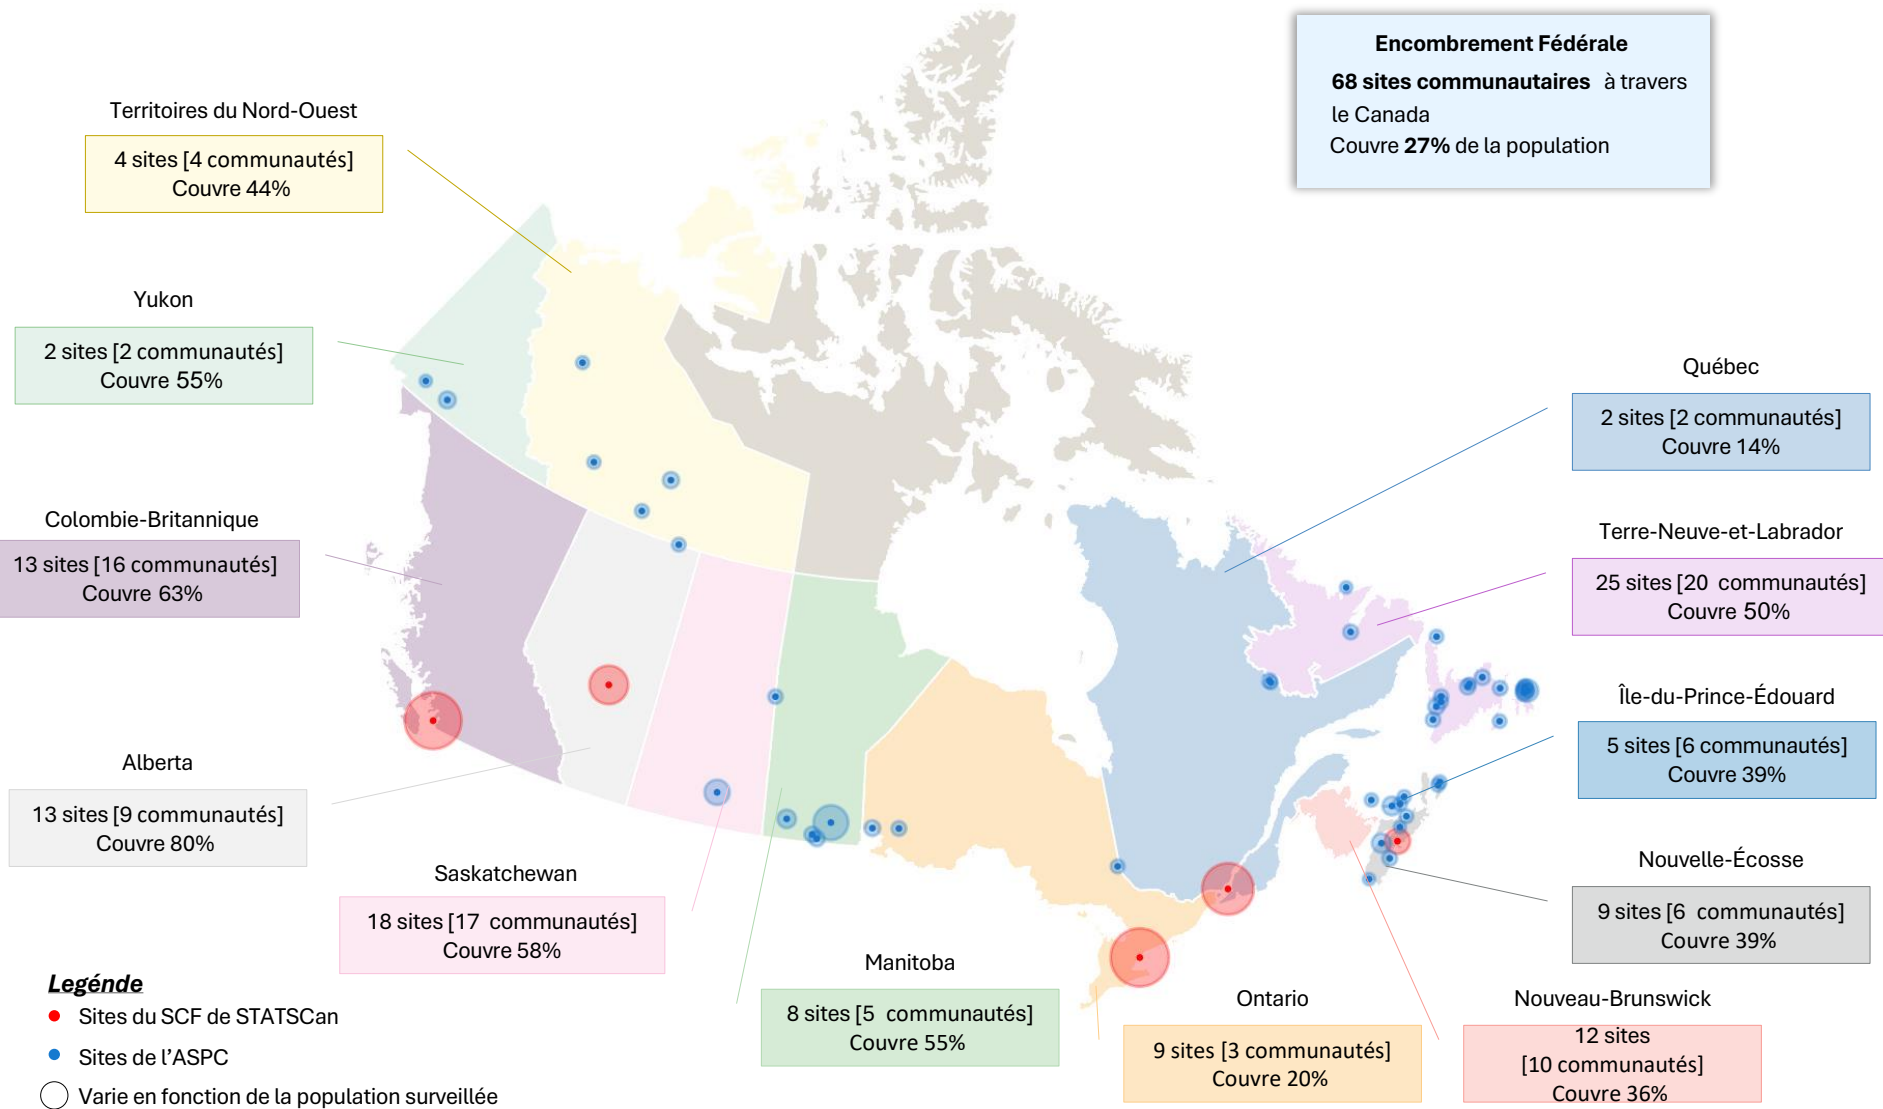 Encombrement Fédérale
68 sites communautaires à travers
le Canada
Couvre 27% de la population
Territoires du Nord-Ouest
4 sites [4 communautés]
Couvre 44%
Yukon
2 sites [2 communautés]
Couvre 55%
Colombie-Britannique
13 sites [16 communautés]
Couvre 63%
Alberta
13 sites [9 communautés]
Couvre 80%
Saskatchewan
18 sites [17 communautés]
Couvre 58%
Manitoba
8 sites [5 communautés]
Couvre 55%
Ontario
9 sites [3 communautés]
Couvre 20%
Québec
2 sites [2 communautés]
Couvre 14%
Terre-Neuve-et-Labrador
25 sites [20 communautés]
Couvre 50%
Île-du-Prince-Édouard
5 sites [6 communautés]
Couvre 39%
Nouvelle-Écosse
9 sites [6 communautés]
Couvre 39%
Nouveau-Brunswick
12 sites
[10 communautés]
Couvre 36%
Legénde
Sites du SCF de STATSCan
Sites de l’ASPC
Varie en fonction de la population surveillée